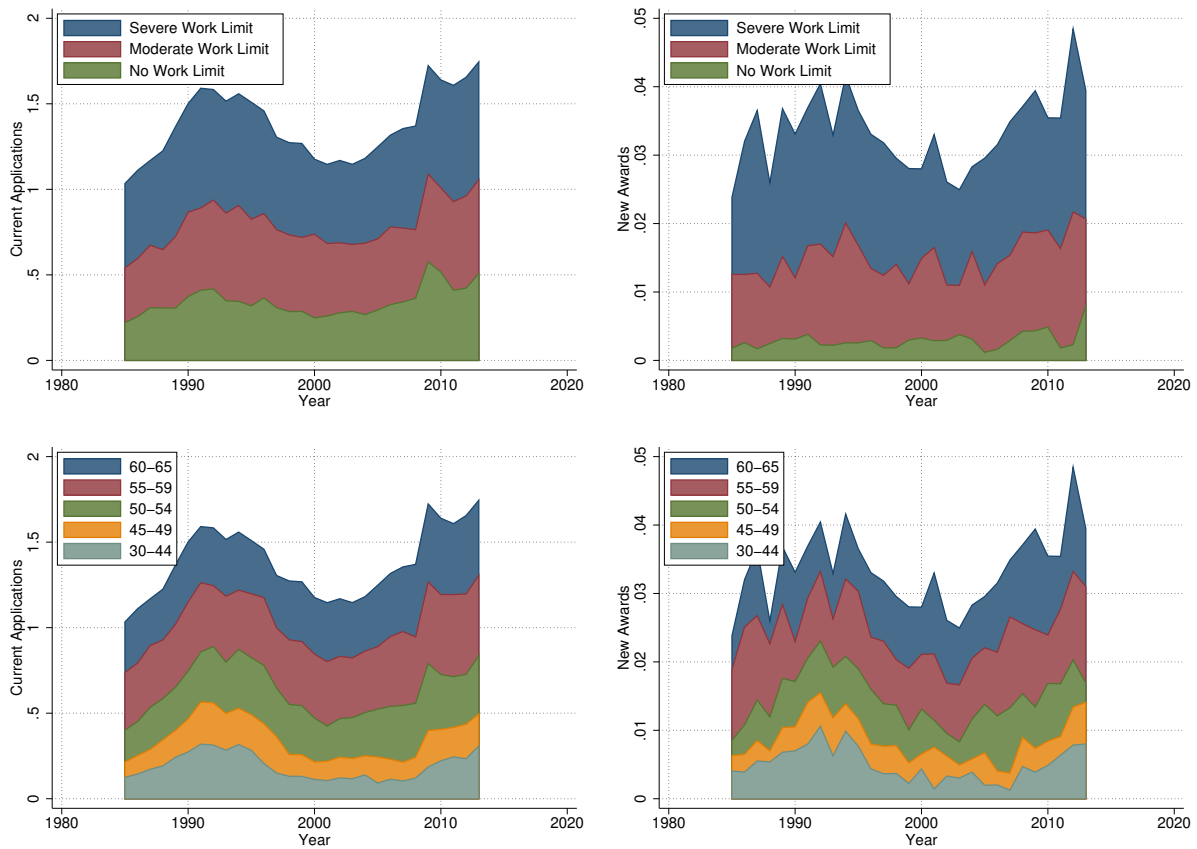 Severe Work Limit
Moderate Work Limit
No Work Limit
Current Applications
0 .5 1 1.5 2
1980 1990 2000 2010 2020
Year
Severe Work Limit
Moderate Work Limit
No Work Limit
New Awards
0 .01 .02 .03 .04 .05
1980 1990 2000 2010 2020
Year
60–65
55–59
50–54
45–49
30–44
Current Applications
0 .5 1 1.5 2
1980 1990 2000 2010 2020
Year
60–65
55–59
50–54
45–49
30–44
New Awards
0 .01 .02 .03 .04 .05
1980 1990 2000 2010 2020
Year